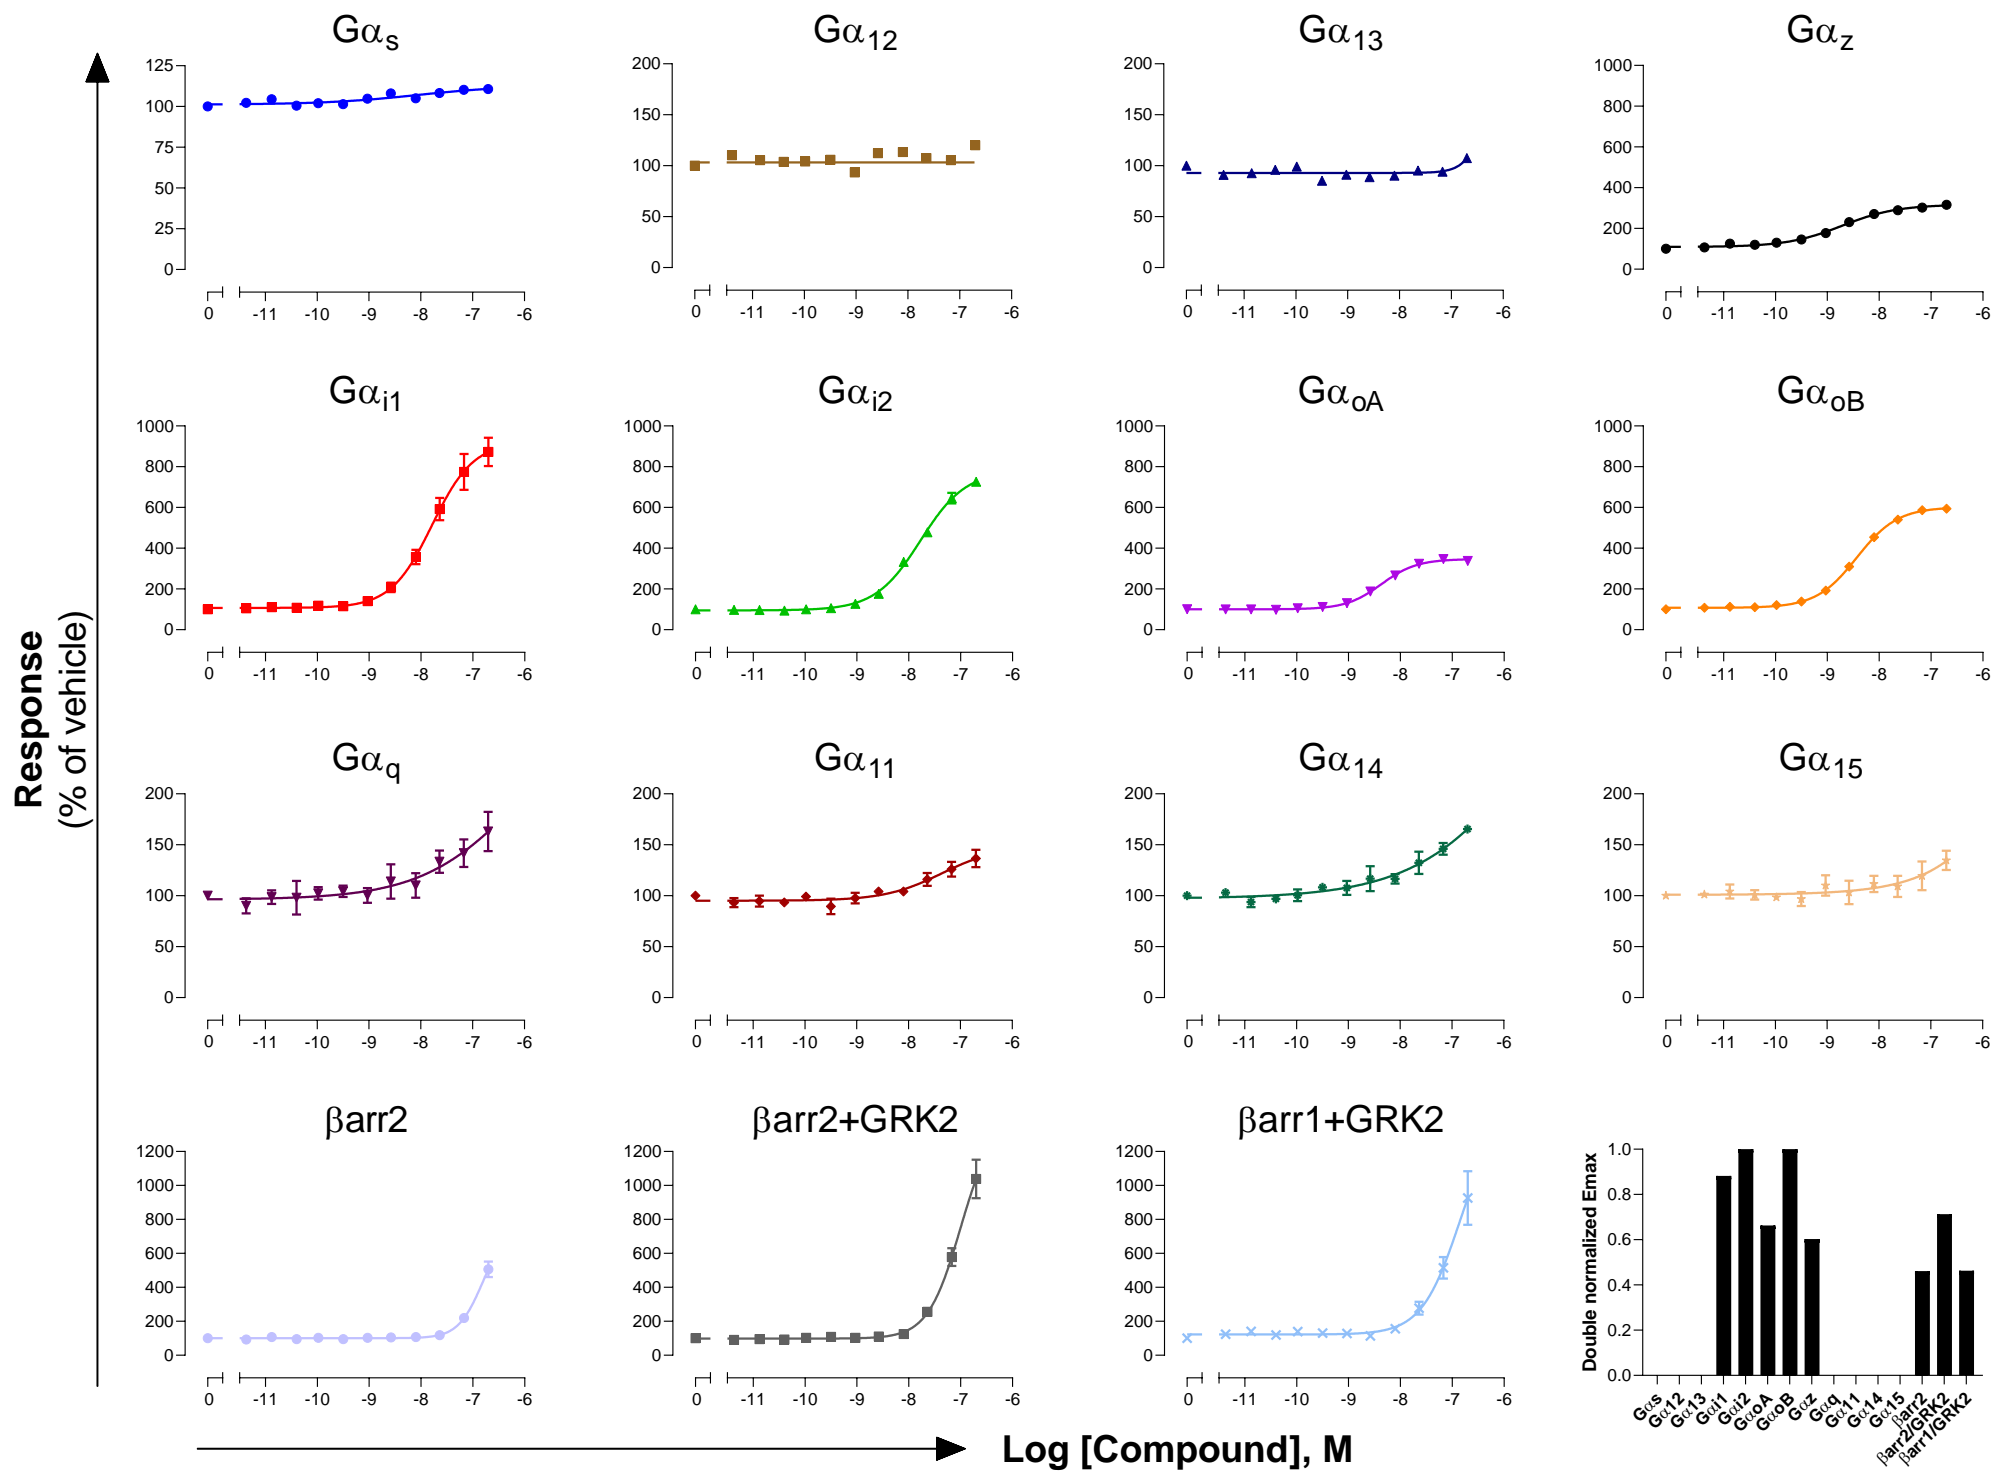 Gαs
125
100
75
50
25
0
0 -11 -10 -9 -8 -7 -6
Gα12
200
150
100
50
0
0 -11 -10 -9 -8 -7 -6
Gα13
200
150
100
50
0
0 -11 -10 -9 -8 -7 -6
Gαz
1000
800
600
400
200
0
0 -11 -10 -9 -8 -7 -6
Gαi1
1000
800
600
400
200
0
0 -11 -10 -9 -8 -7 -6
Gαi2
1000
800
600
400
200
0
0 -11 -10 -9 -8 -7 -6
GαoA
1000
800
600
400
200
0
0 -11 -10 -9 -8 -7 -6
GαoB
1000
800
600
400
200
0
0 -11 -10 -9 -8 -7 -6
Response
(% of vehicle)
Gαq
200
150
100
50
0
0 -11 -10 -9 -8 -7 -6
Gα11
200
150
100
50
0
0 -11 -10 -9 -8 -7 -6
Gα14
200
150
100
50
0
0 -11 -10 -9 -8 -7 -6
Gα15
200
150
100
50
0
0 -11 -10 -9 -8 -7 -6
βarr2
1200
1000
800
600
400
200
0
0 -11 -10 -9 -8 -7 -6
βarr2+GRK2
1200
1000
800
600
400
200
0
0 -11 -10 -9 -8 -7 -6
βarr1+GRK2
1200
1000
800
600
400
200
0
0 -11 -10 -9 -8 -7 -6
Double normalized Emax
1.0
0.8
0.6
0.4
0.2
0.0
Gαs
Gα12
Gα13
Gαi1
Gαi2
GαoA
GαoB
Gαz
Gαq
Gα11
Gα14
Gα15
βarr2
βarr2/GRK2
βarr1/GRK2
Log [Compound], M